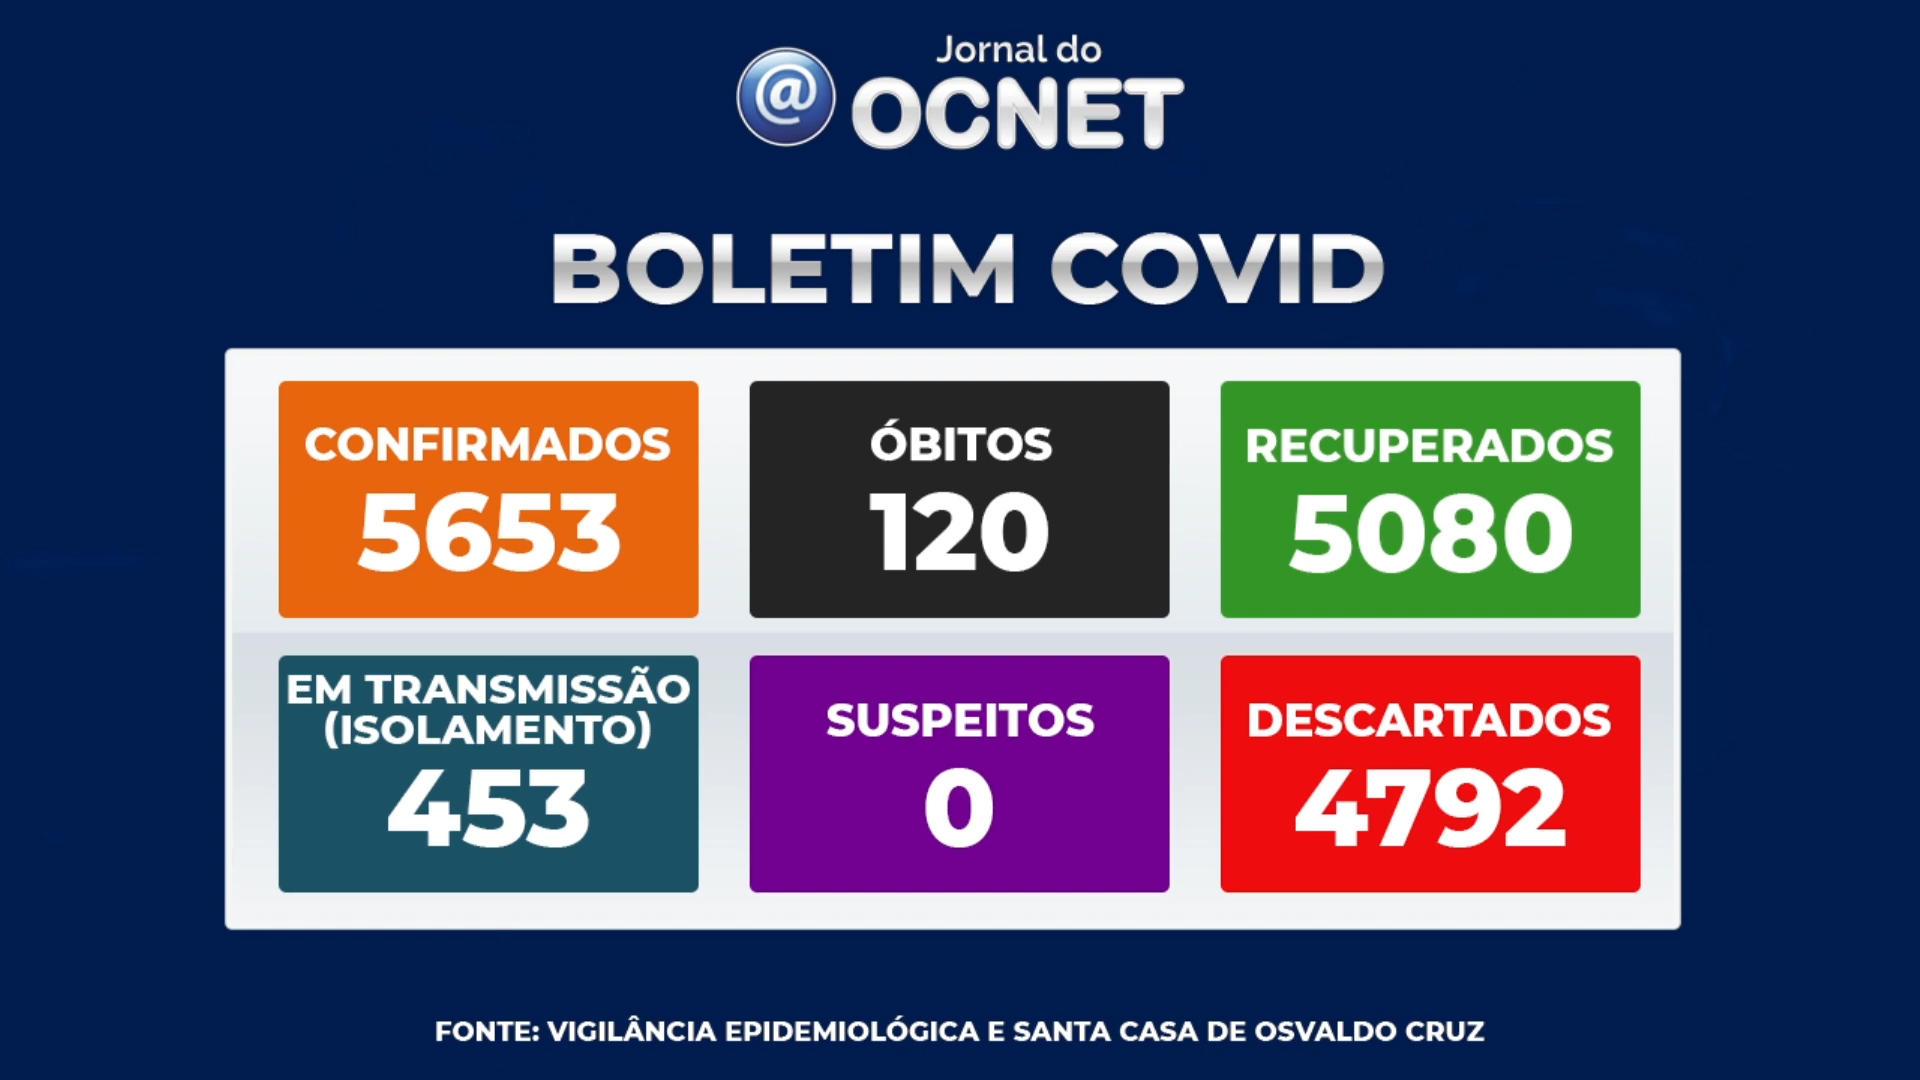 Jornal do
@ OCNET
BOLETIM COVID
CONFIRMADOS
5653
ÓBITOS
120
RECUPERADOS
5080
EM TRANSMISSÃO
(ISOLAMENTO)
453
SUSPEITOS
0
DESCARTADOS
4792
FONTE: VIGILÂNCIA EPIDEMIOLÓGICA E SANTA CASA DE OSVALDO CRUZ